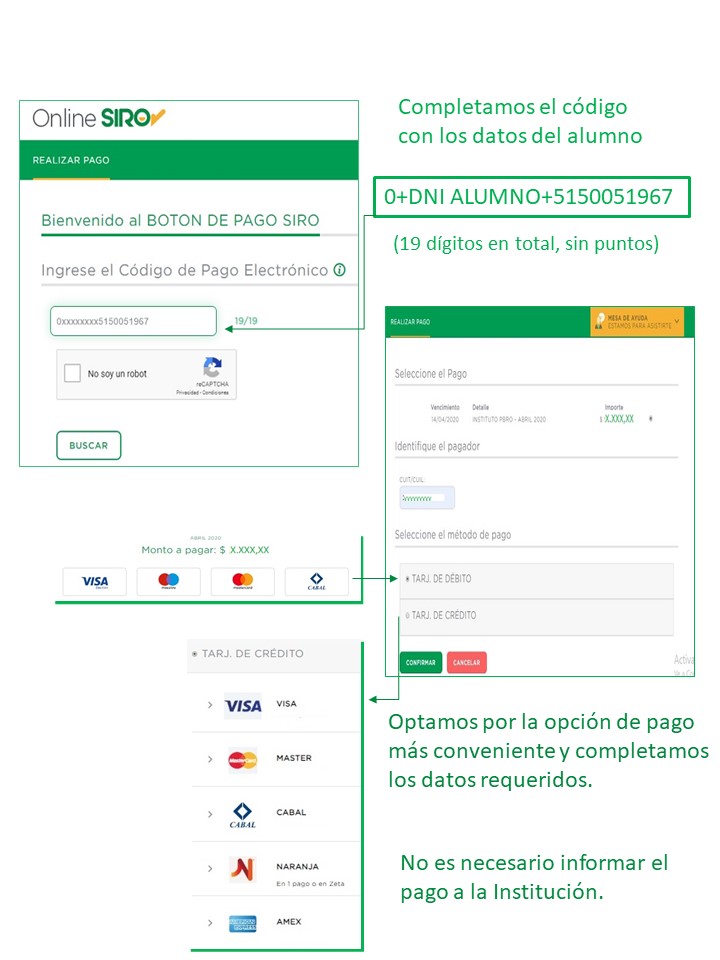 Online SIRO
REALIZAR PAGO
Bienvenido al BOTON DE PAGO SIRO
Ingrese el Código de Pago Electrónico
0xxxxxxxx5150051967
19/19
No soy un robot
reCAPTCHA
Privacidad - Condiciones
BUSCAR
Completamos el código
con los datos del alumno
0+DNI ALUMNO+5150051967
(19 dígitos en total, sin puntos)
REALIZAR PAGO
MESA DE AYUDA
ESTAMOS PARA ASISTIRTE
Seleccione el Pago
Vencimiento Detalle Importe
14/04/2020 INSTITUTO PBRO - ABRIL 2020 $ X.XXX,XX
Identifique el pagador
CUIT/CUIL:
Seleccione el método de pago
TARJ. DE DÉBITO
TARJ. DE CRÉDITO
CONFIRMAR CANCELAR
Activa
ABRIL 2020
Monto a pagar: $ X.XXX,XX
VISA
maestro
mastercard
CABAL
TARJ. DE CRÉDITO
VISA VISA
MasterCard MASTER
CABAL CABAL
NARANJA
En 1 pago o en Zeta
AMEX
Optamos por la opción de pago
más conveniente y completamos
los datos requeridos.
No es necesario informar el
pago a la Institución.